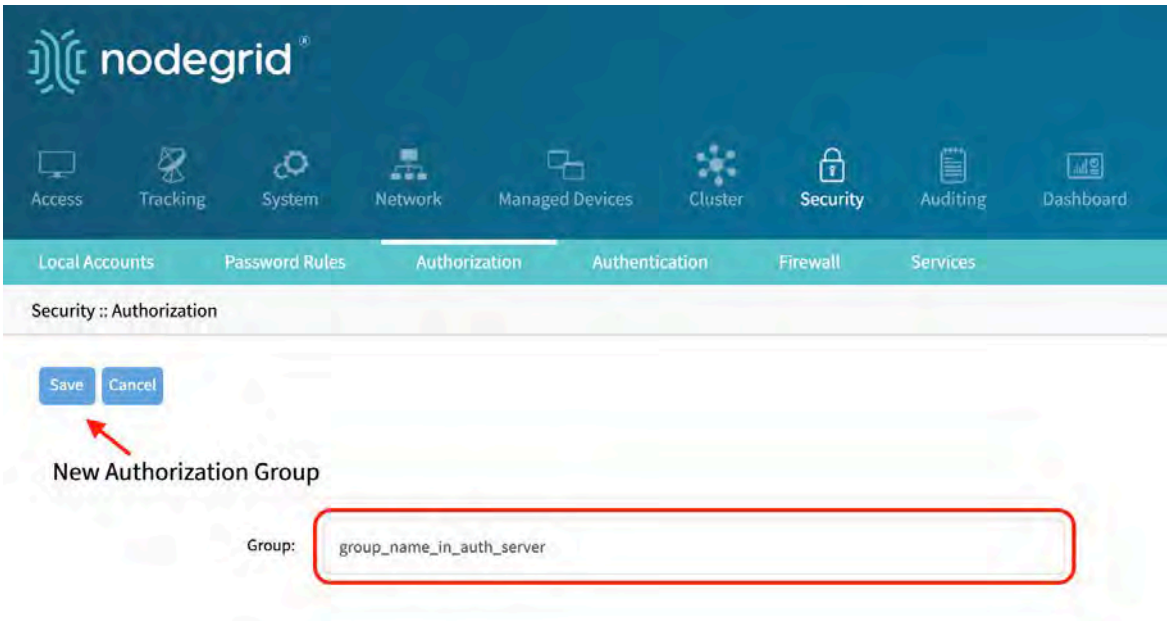 nodegrid®
Access Tracking System Network Managed Devices Cluster Security Auditing Dashboard
Local Accounts Password Rules Authorization Authentication Firewall Services
Security :: Authorization
Save Cancel
New Authorization Group
Group: group_name_in_auth_server